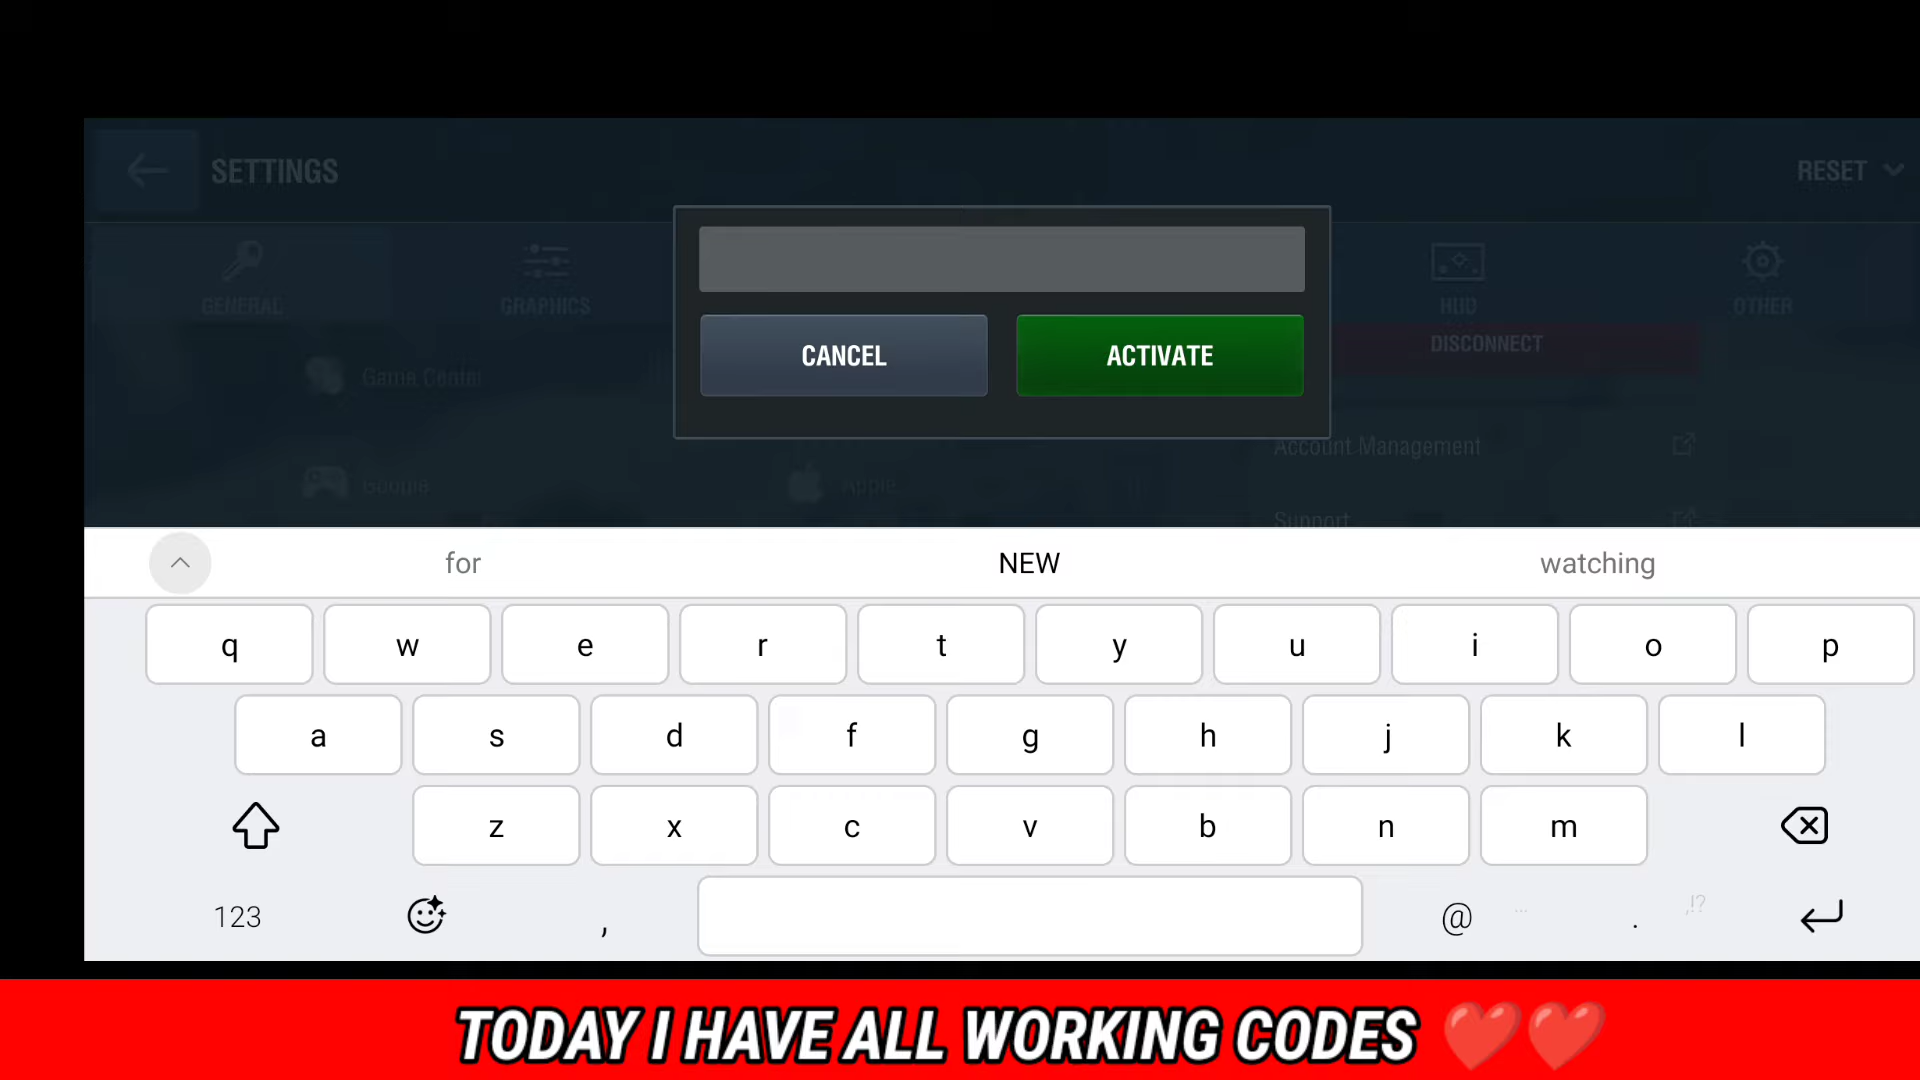 SETTINGS
RESET
GENERAL
GRAPHICS
HUD
OTHER
CANCEL
ACTIVATE
DISCONNECT
Game Center
Account Management
Google
Apple
Support
for
NEW
watching
q w e r t y u i o p
a s d f g h j k l
z x c v b n m
123 , @ ... . ,!?
TODAY I HAVE ALL WORKING CODES ❤️❤️